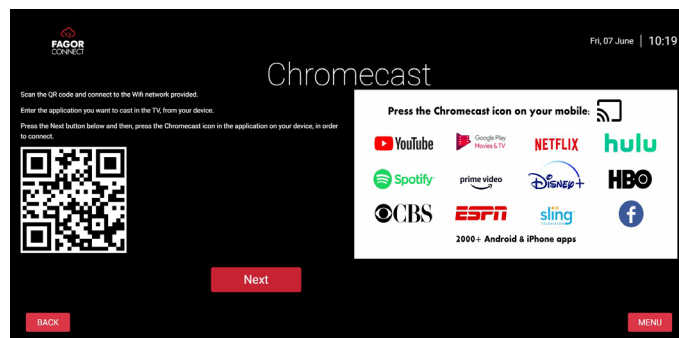 FAGOR
CONNECT
Fri, 07 June | 10:19
Chromecast
Scan the QR code and connect to the Wifi network provided.
Enter the application you want to cast in the TV, from your device.
Press the Next button below and then, press the Chromecast icon in the application on your device, in order
to connect.
Press the Chromecast icon on your mobile:
YouTube
Google Play
Movies & TV
NETFLIX
hulu
Spotify
prime video
Disney+
HBO
CBS
ESPN
sling
TELEVISION
f
2000+ Android & iPhone apps
Next
BACK
MENU